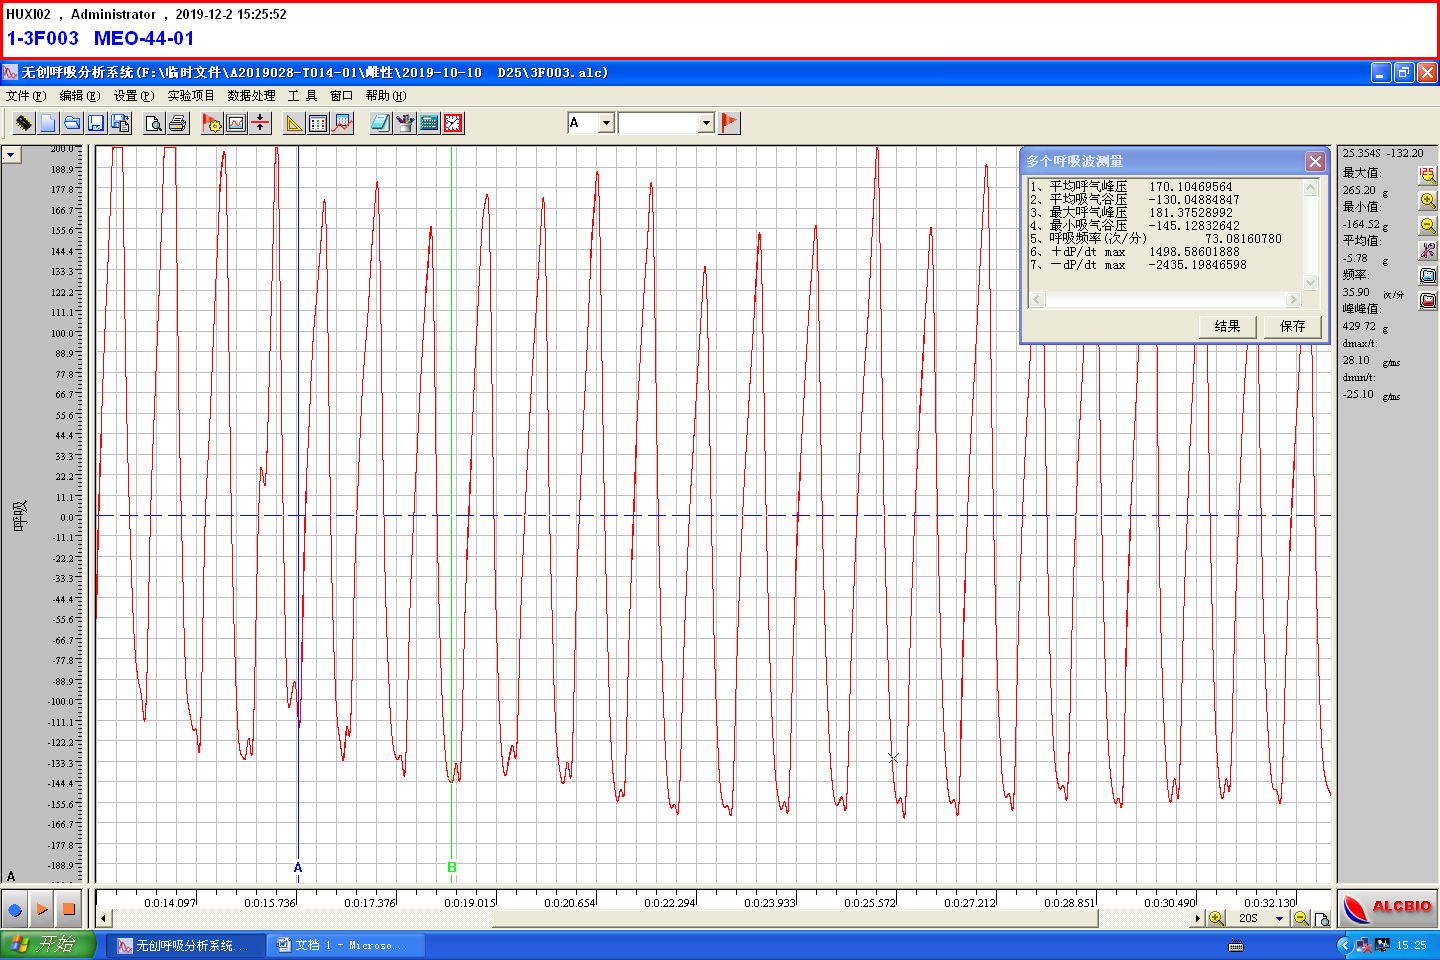 HUXI02 , Administrator , 2019-12-2 15:25:52
1-3F003 MEO-44-01
无创呼吸分析系统(F:\临时文件\A2019028-T014-01\雌性\2019-10-10 D25\3F003.alc)
文件(F) 编辑(E) 设置(P) 实验项目 数据处理 工 具 窗口 帮助(H)
A
多个呼吸波测量
1、平均呼气峰压 170.10469564
2、平均吸气谷压 -130.04884847
3、最大呼气峰压 181.37528992
4、最小吸气谷压 -145.12832642
5、呼吸频率(次/分) 73.08160780
6、＋dP/dt max 1498.58601888
7、－dP/dt max -2435.19846598
结果 保存
200.0
188.9
177.8
166.7
155.6
144.4
133.3
122.2
111.1
100.0
88.9
77.8
66.7
55.6
44.4
33.3
22.2
11.1
0.0
-11.1
-22.2
-33.3
-44.4
-55.6
-66.7
-77.8
-88.9
-100.0
-111.1
-122.2
-133.3
-144.4
-155.6
-166.7
-177.8
-188.9
呼吸
A
A
B
25.354S -132.20
最大值:
265.20 g
最小值:
-164.52 g
平均值:
-5.78 g
频率:
35.90 次/分
峰峰值:
429.72 g
dmax/t:
28.10 g/ms
dmin/t:
-25.10 g/ms
125
0:0:14.097 0:0:15.736 0:0:17.376 0:0:19.015 0:0:20.654 0:0:22.294 0:0:23.933 0:0:25.572 0:0:27.212 0:0:28.851 0:0:30.490 0:0:32.130
20S
ALCBIO
开始 无创呼吸分析系统... 文档 1 - Microso... 15:25